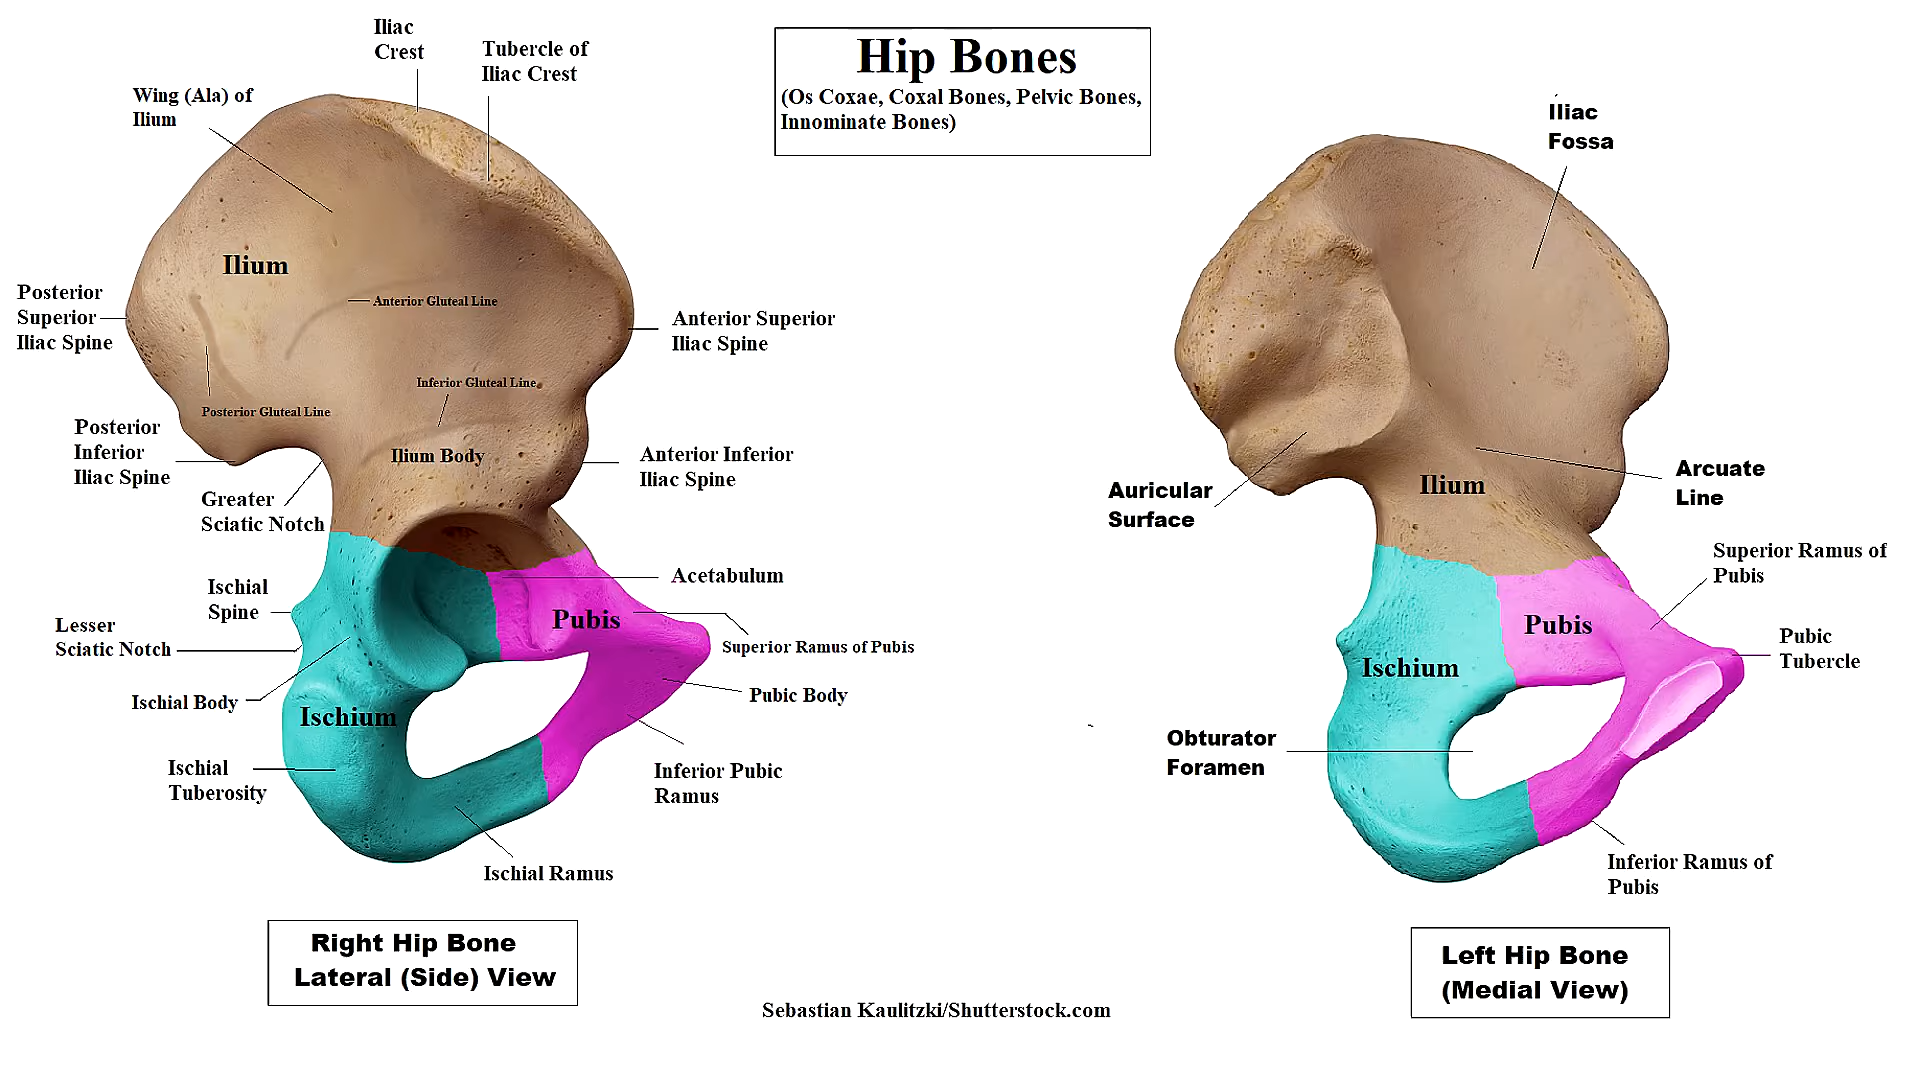 Hip Bones
(Os Coxae, Coxal Bones, Pelvic Bones,
Innominate Bones)
Iliac
Crest
Tubercle of
Iliac Crest
Wing (Ala) of
Ilium
Ilium
Posterior
Superior
Iliac Spine
Anterior Gluteal Line
Anterior Superior
Iliac Spine
Inferior Gluteal Line
Posterior Gluteal Line
Posterior
Inferior
Iliac Spine
Ilium Body
Anterior Inferior
Iliac Spine
Greater
Sciatic Notch
Ischial
Spine
Acetabulum
Pubis
Lesser
Sciatic Notch
Superior Ramus of Pubis
Ischial Body
Pubic Body
Ischium
Ischial
Tuberosity
Inferior Pubic
Ramus
Ischial Ramus
Right Hip Bone
Lateral (Side) View
Iliac
Fossa
Auricular
Surface
Ilium
Arcuate
Line
Superior Ramus of
Pubis
Pubis
Pubic
Tubercle
Ischium
Obturator
Foramen
Inferior Ramus of
Pubis
Left Hip Bone
(Medial View)
Sebastian Kaulitzki/Shutterstock.com